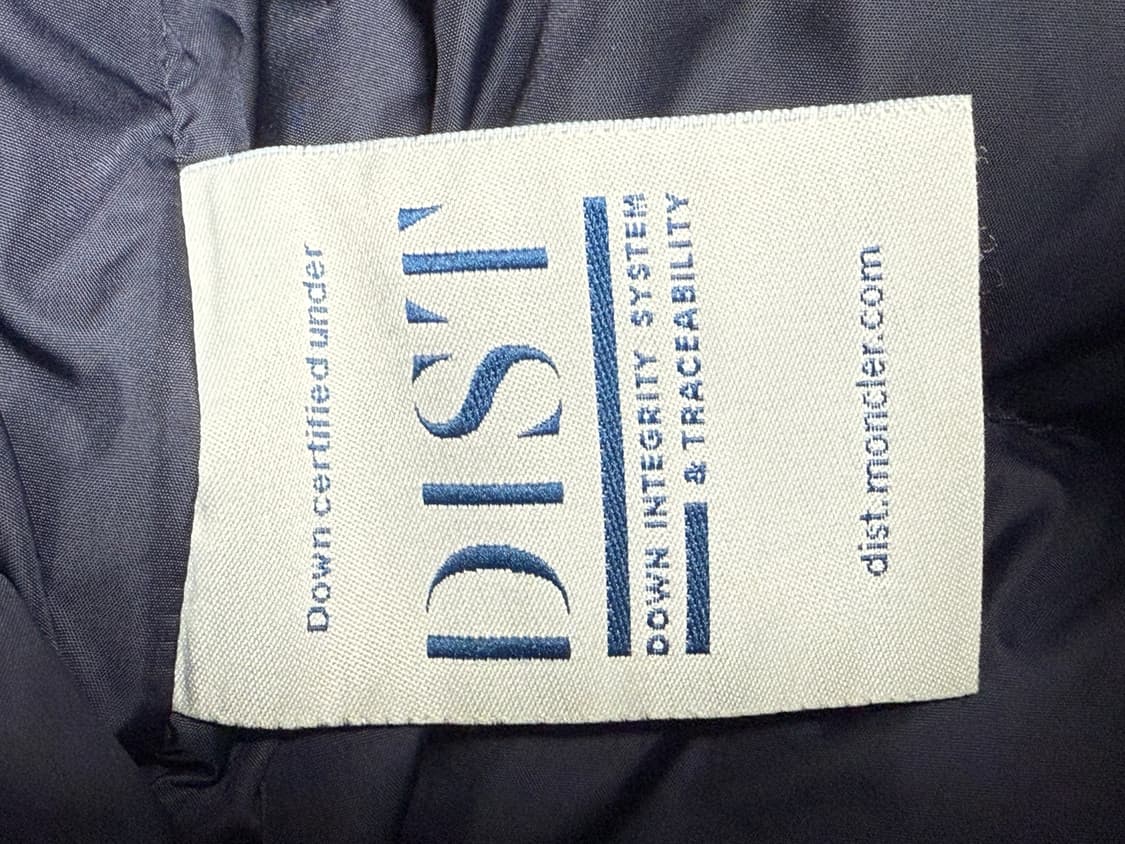 Down certified under
DIST
DOWN INTEGRITY SYSTEM
& TRACEABILITY
dist.moncler.com